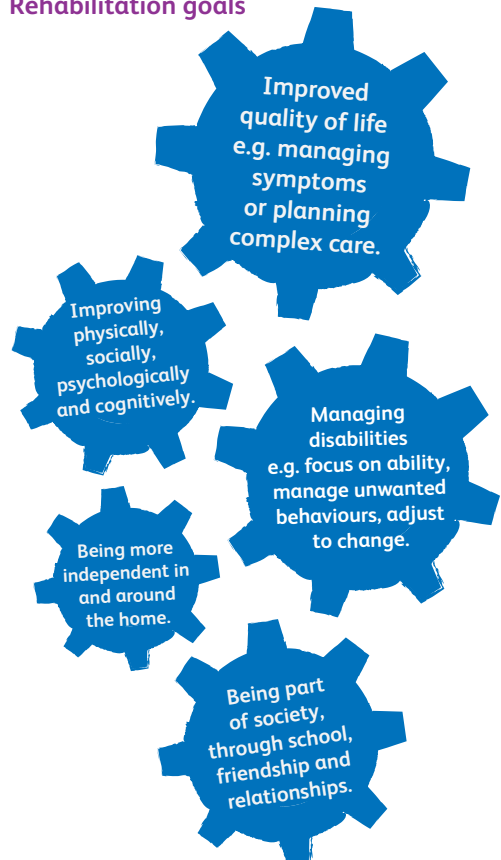 Rehabilitation goals
Improved
quality of life
e.g. managing
symptoms
or planning
complex care.
Improving
physically,
socially,
psychologically
and cognitively.
Managing
disabilities
e.g. focus on ability,
manage unwanted
behaviours, adjust
to change.
Being more
independent in
and around
the home.
Being part
of society,
through school,
friendship and
relationships.